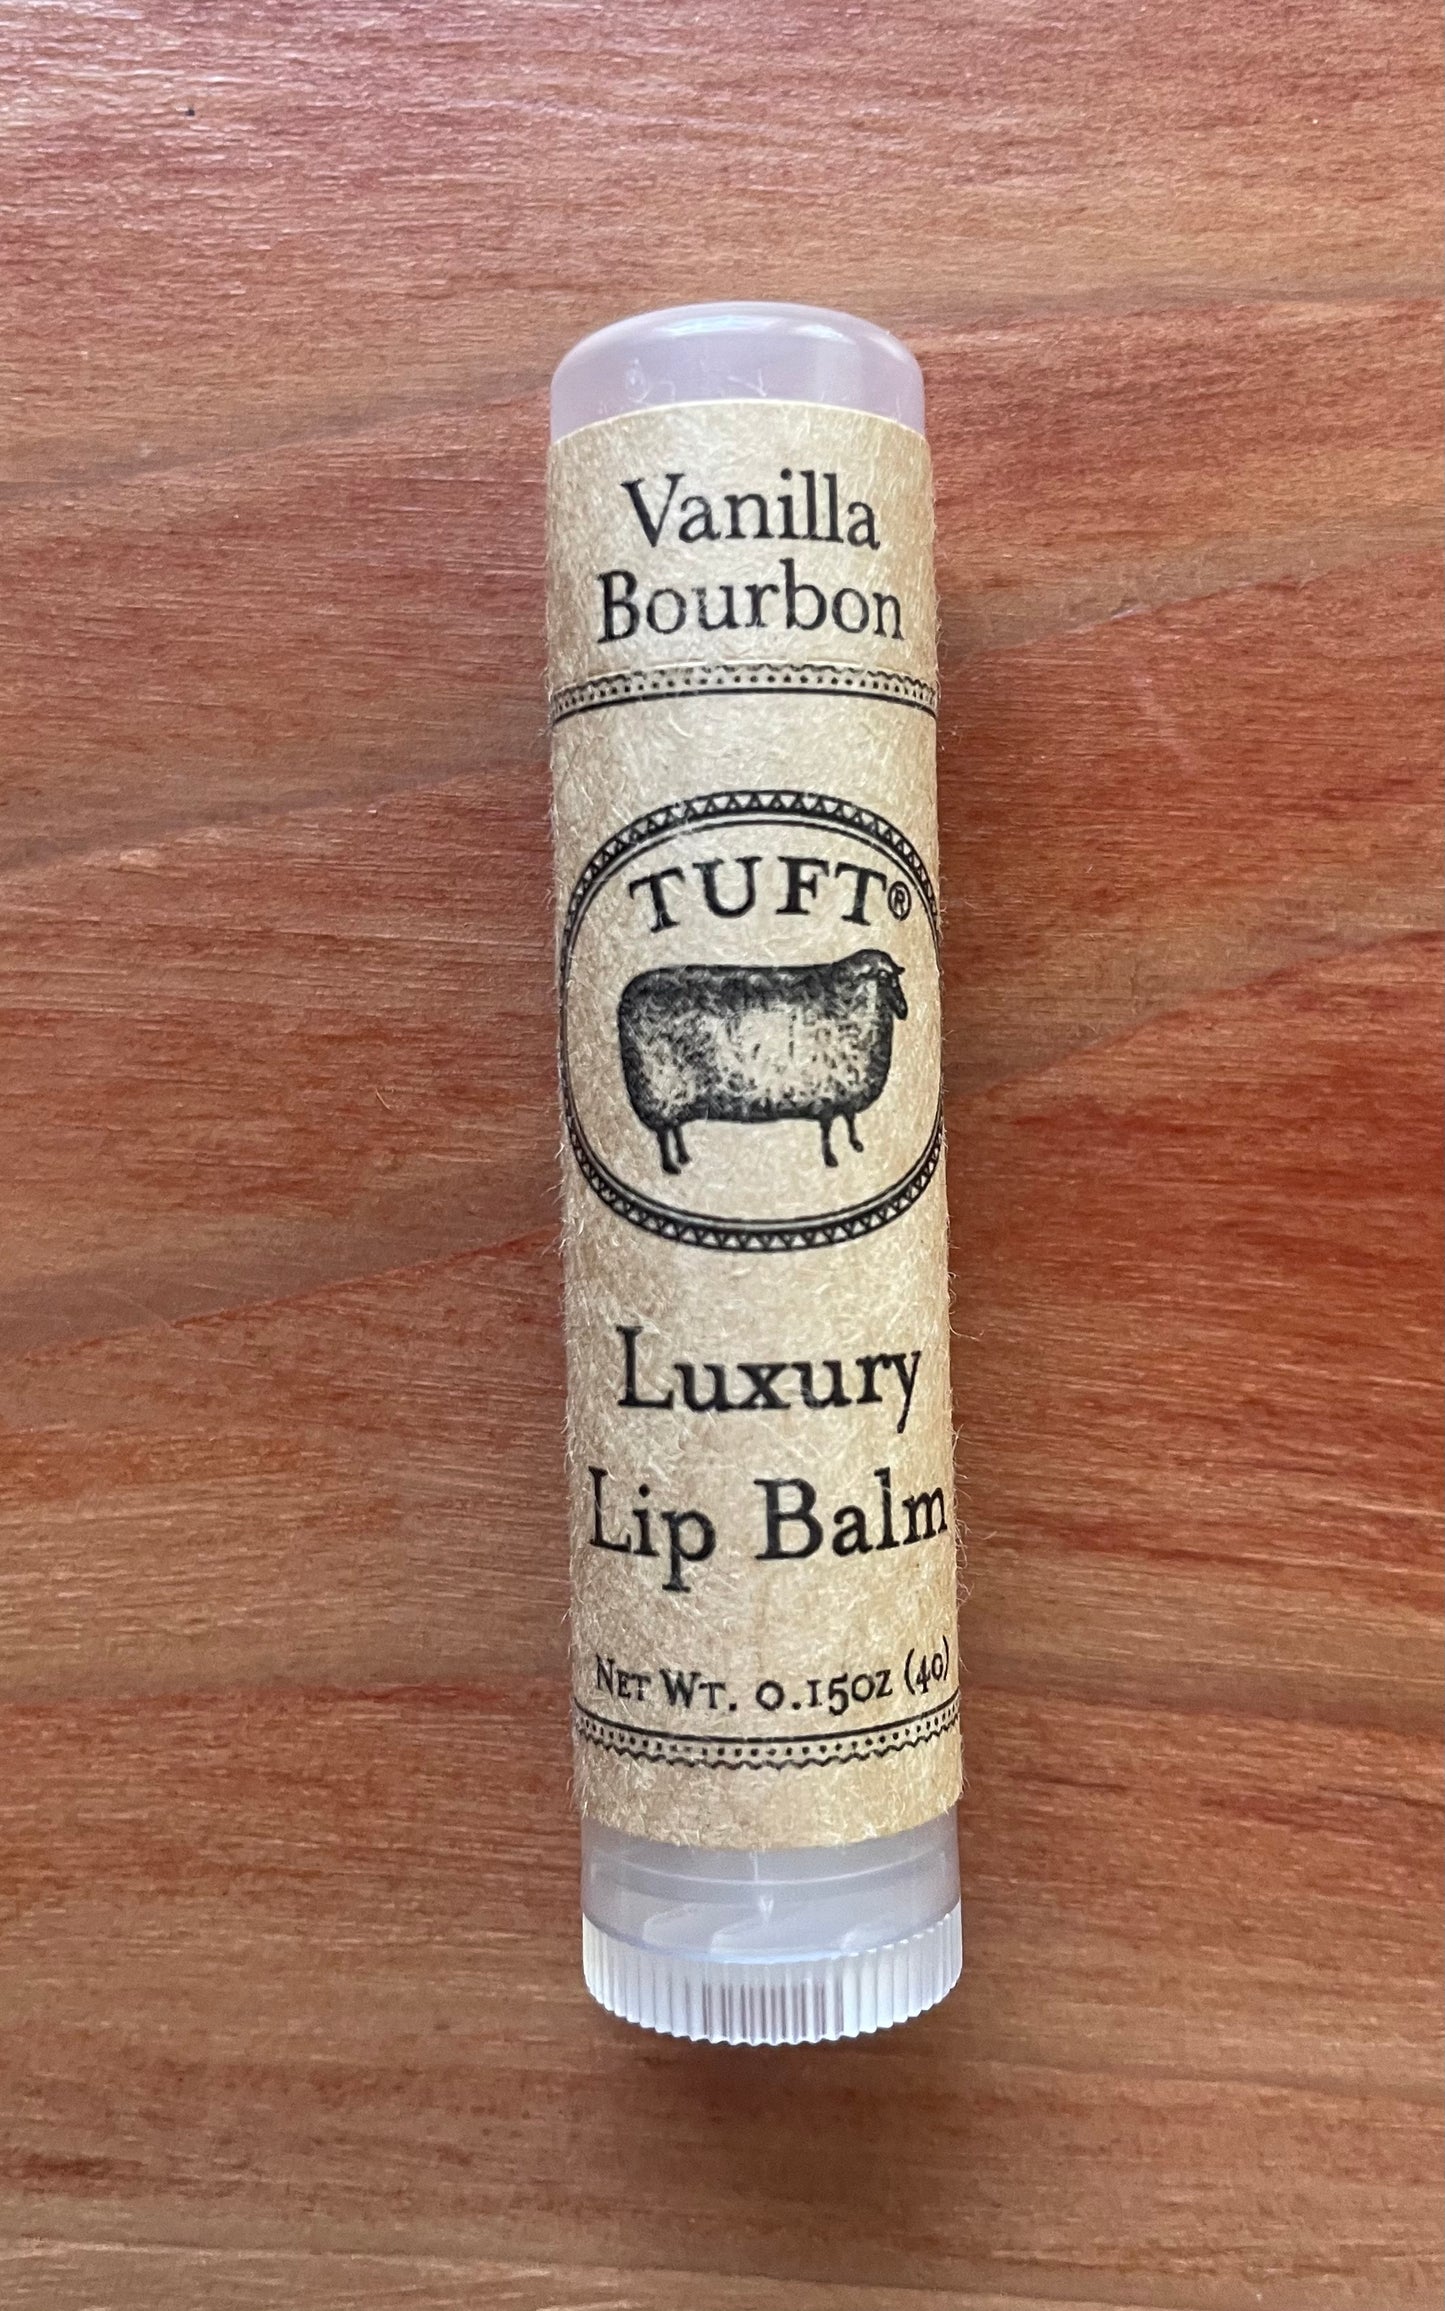 Vanilla
Bourbon
TUFT®
Luxury
Lip Balm
NET WT. 0.15OZ (4G)